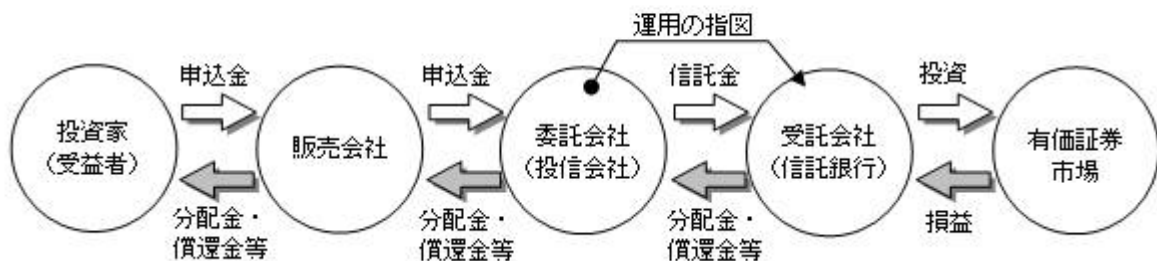 運用の指図
申込金
申込金
信託金
投資
投資家
(受益者)
販売会社
委託会社
(投信会社)
受託会社
(信託銀行)
有価証券
市場
分配金・
償還金等
分配金・
償還金等
分配金・
償還金等
損益